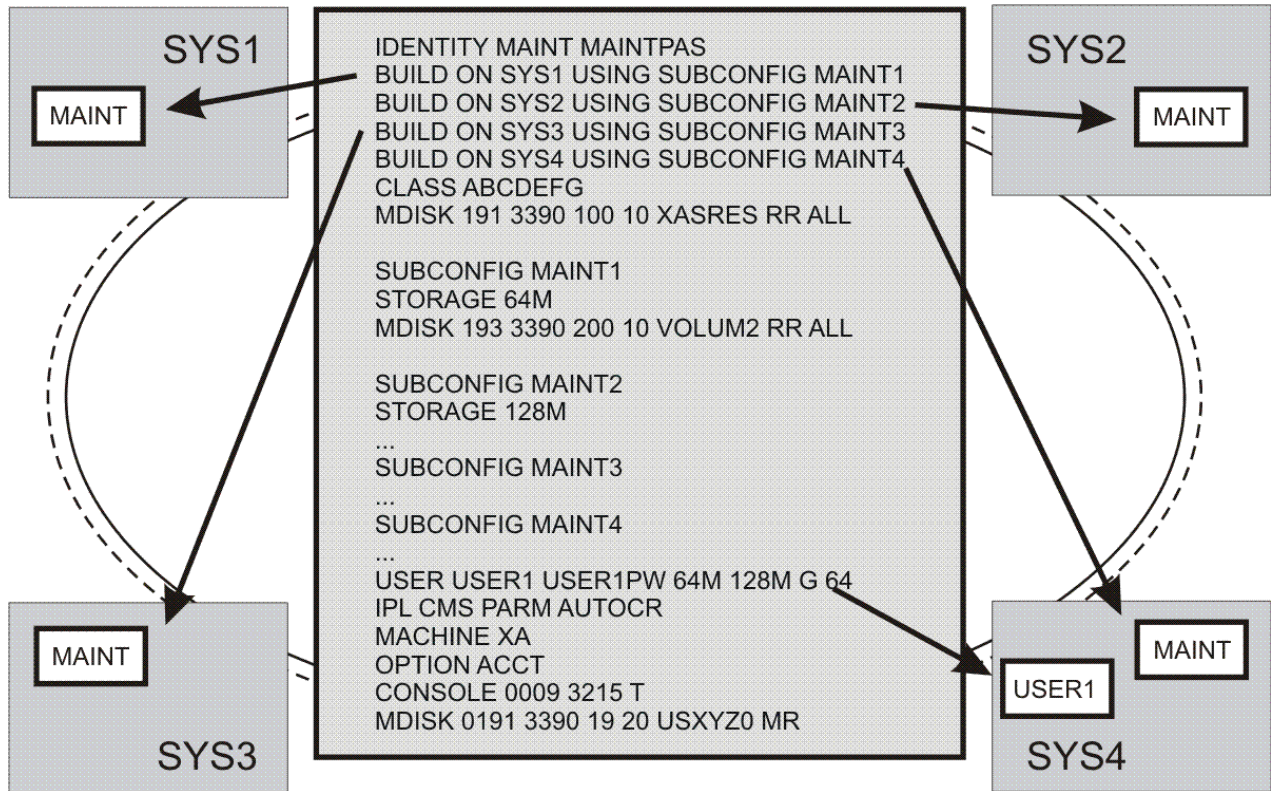 SYS1
MAINT
IDENTITY MAINT MAINTPAS
BUILD ON SYS1 USING SUBCONFIG MAINT1
BUILD ON SYS2 USING SUBCONFIG MAINT2
BUILD ON SYS3 USING SUBCONFIG MAINT3
BUILD ON SYS4 USING SUBCONFIG MAINT4
CLASS ABCDEFG
MDISK 191 3390 100 10 XASRES RR ALL
SUBCONFIG MAINT1
STORAGE 64M
MDISK 193 3390 200 10 VOLUM2 RR ALL
SUBCONFIG MAINT2
STORAGE 128M
...
SUBCONFIG MAINT3
...
SUBCONFIG MAINT4
...
USER USER1 USER1PW 64M 128M G 64
IPL CMS PARM AUTOCR
MACHINE XA
OPTION ACCT
CONSOLE 0009 3215 T
MDISK 0191 3390 19 20 USXYZ0 MR
SYS2
MAINT
MAINT
SYS3
MAINT
USER1
SYS4